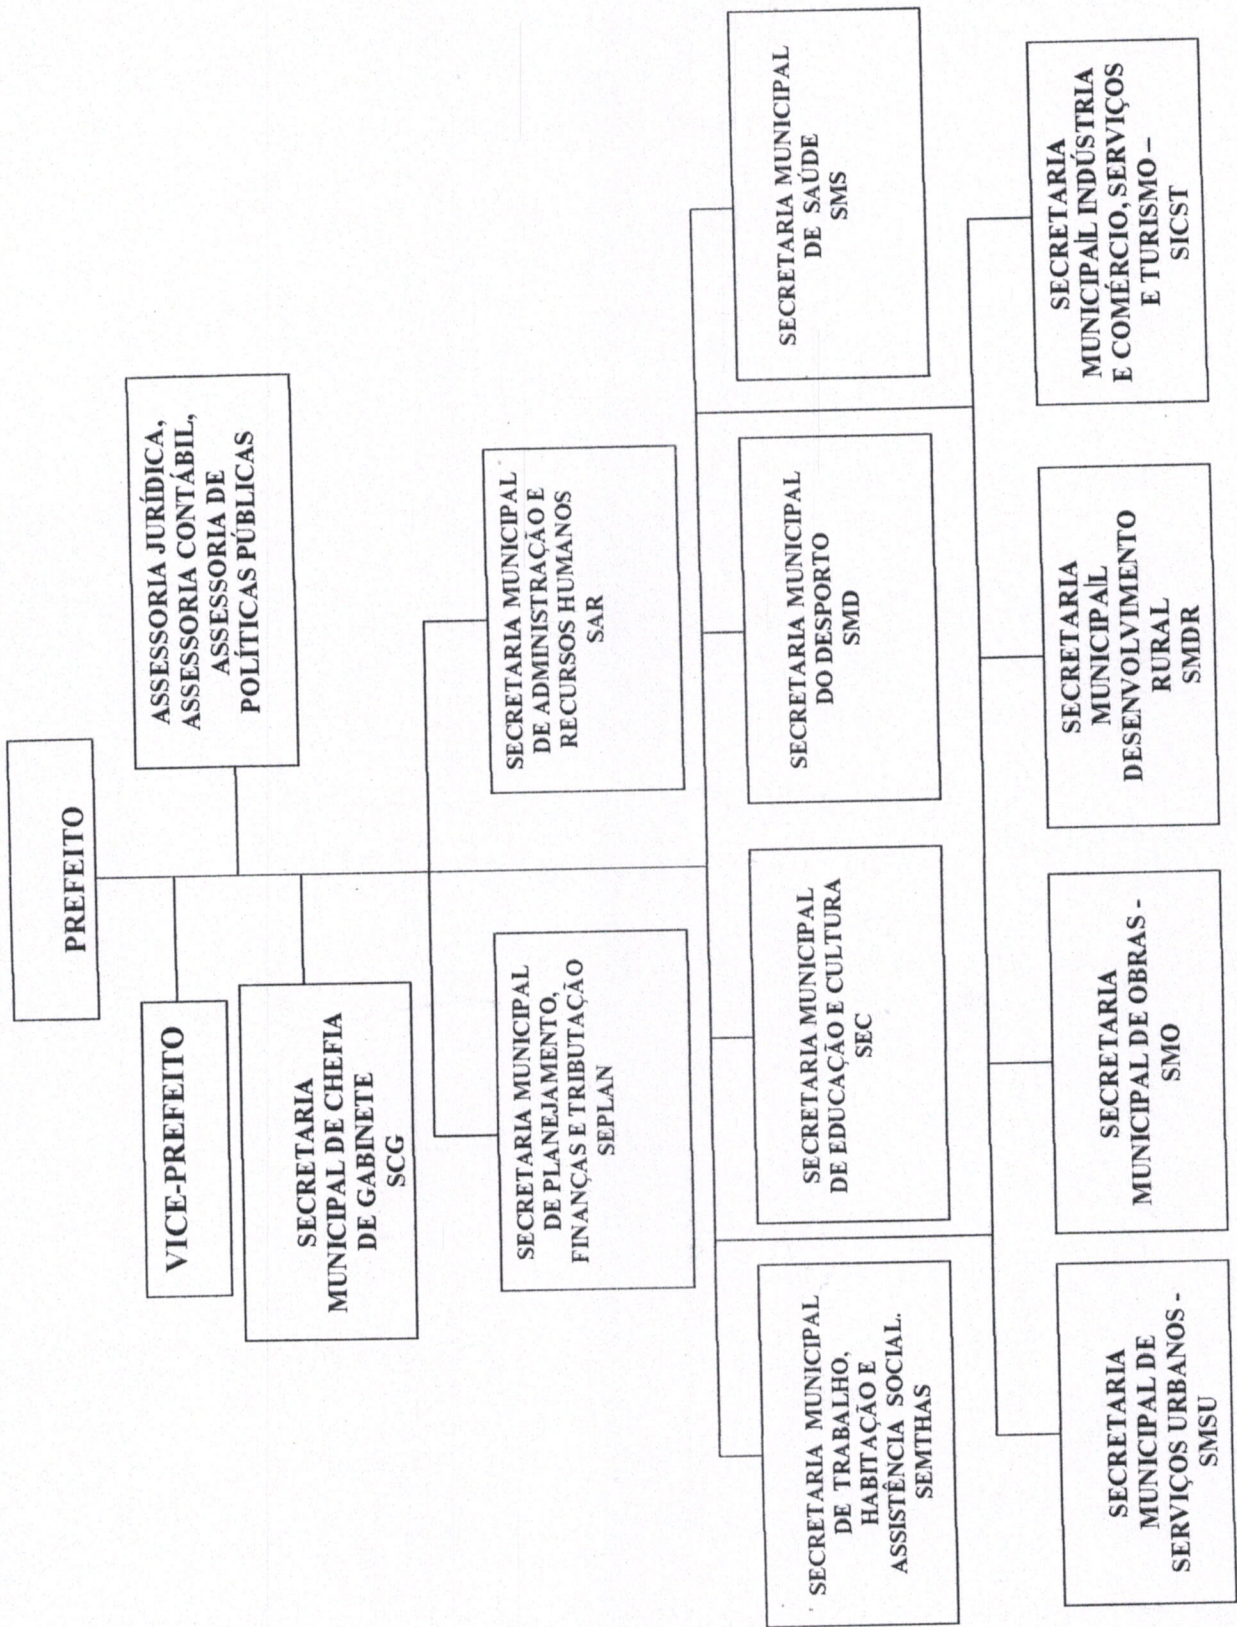 PREFEITO
VICE-PREFEITO
ASSESSORIA JURÍDICA,
ASSESSORIA CONTÁBIL,
ASSESSORIA DE
POLÍTICAS PÚBLICAS
SECRETARIA
MUNICIPAL DE CHEFIA
DE GABINETE
SCG
SECRETARIA MUNICIPAL
DE PLANEJAMENTO,
FINANÇAS E TRIBUTAÇÃO
SEPLAN
SECRETARIA MUNICIPAL
DE ADMINISTRAÇÃO E
RECURSOS HUMANOS
SAR
SECRETARIA MUNICIPAL
DE TRABALHO,
HABITAÇÃO E
ASSISTÊNCIA SOCIAL.
SEMTHAS
SECRETARIA MUNICIPAL
DE EDUCAÇÃO E CULTURA
SEC
SECRETARIA MUNICIPAL
DO DESPORTO
SMD
SECRETARIA MUNICIPAL
DE SAÚDE
SMS
SECRETARIA
MUNICIPAL DE
SERVIÇOS URBANOS -
SMSU
SECRETARIA
MUNICIPAL DE OBRAS -
SMO
SECRETARIA
MUNICIPAL
DESENVOLVIMENTO
RURAL
SMDR
SECRETARIA
MUNICIPAL INDÚSTRIA
E COMÉRCIO, SERVIÇOS
E TURISMO –
SICST